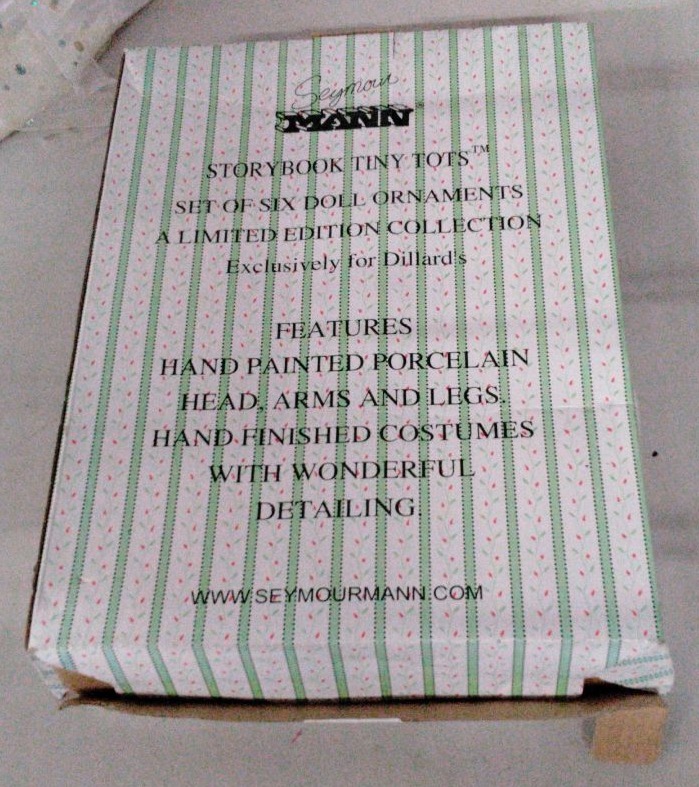 Seymour
MANN
STORYBOOK TINY TOTS™
SET OF SIX DOLL ORNAMENTS
A LIMITED EDITION COLLECTION
Exclusively for Dillard's
FEATURES
HAND PAINTED PORCELAIN
HEAD, ARMS AND LEGS.
HAND FINISHED COSTUMES
WITH WONDERFUL
DETAILING.
WWW.SEYMOURMANN.COM